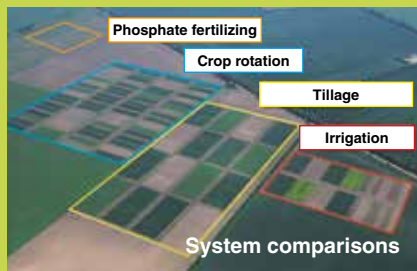 Phosphate fertilizing
Crop rotation
Tillage
Irrigation
System comparisons